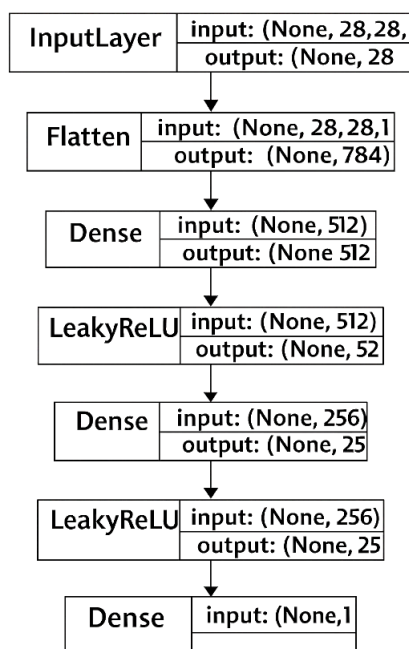 InputLayer
input: (None, 28,28,
output: (None, 28
Flatten
input: (None, 28,28,1
output: (None, 784)
Dense
input: (None, 512)
output: (None 512
LeakyReLU
input: (None, 512)
output: (None, 52
Dense
input: (None, 256)
output: (None, 25
LeakyReLU
input: (None, 256)
output: (None, 25
Dense
input: (None,1